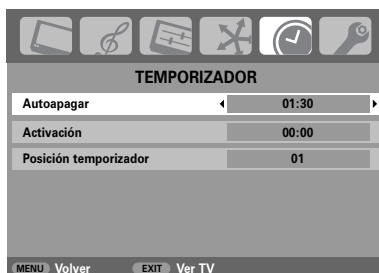 TEMPORIZADOR
Autoapagar 01:30
Activación 00:00
Posición temporizador 01
MENU Volver EXIT Ver TV